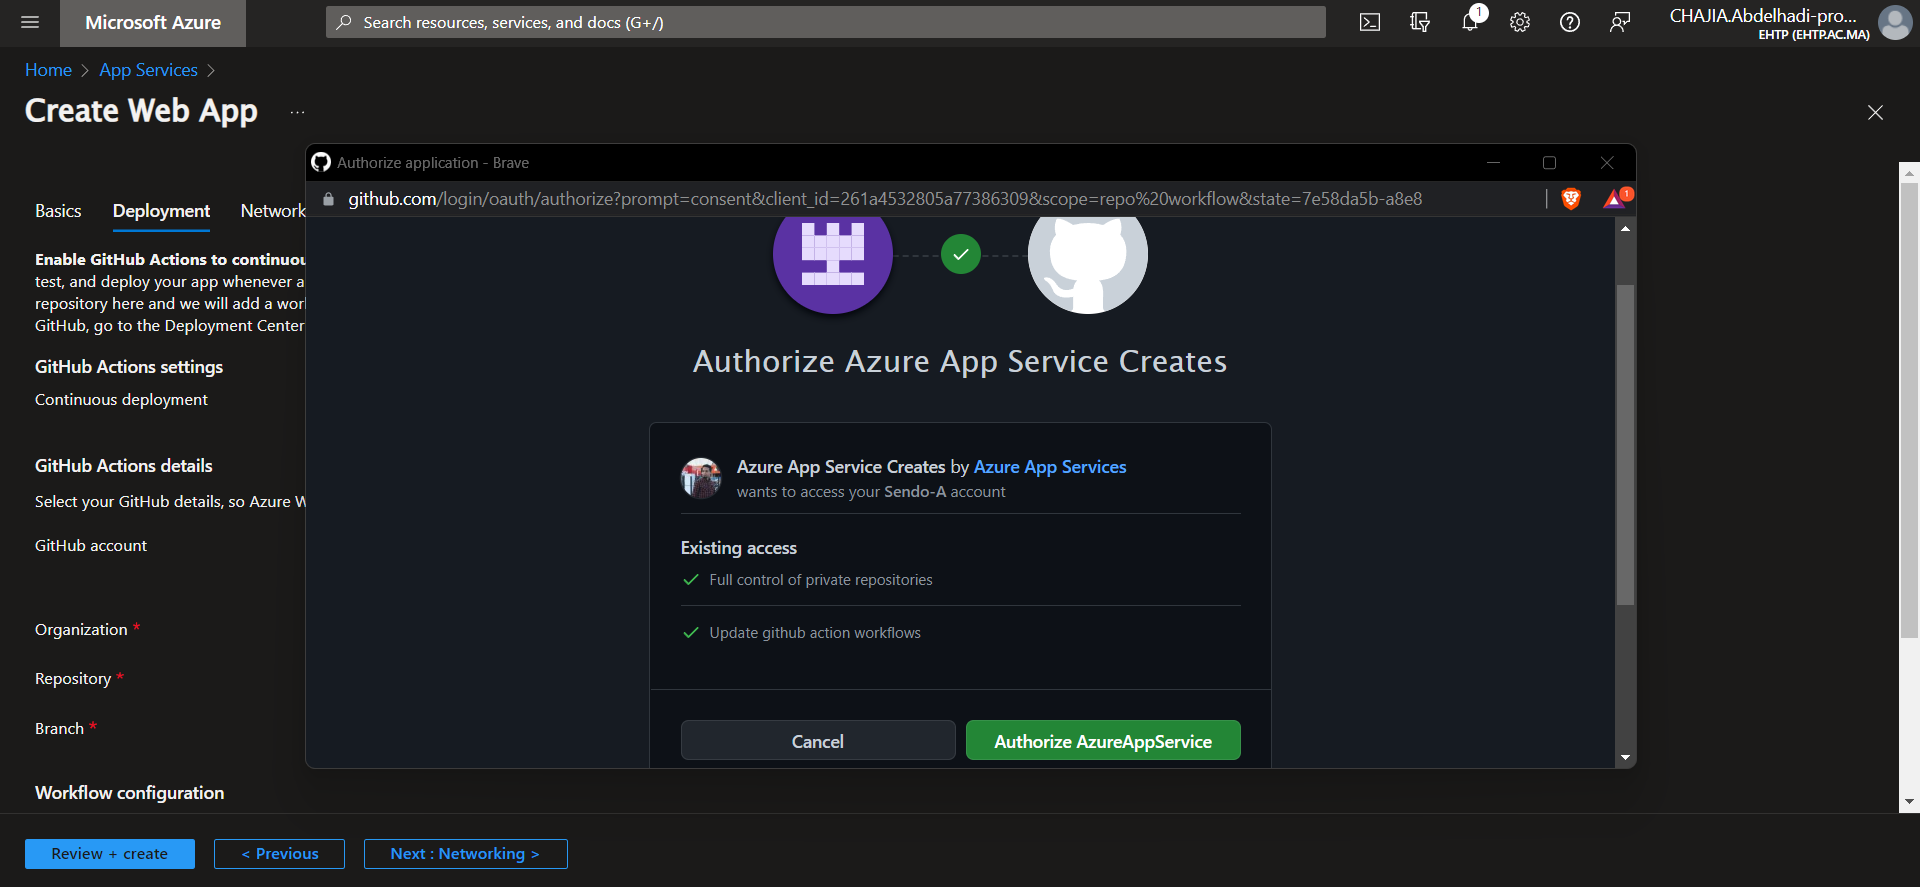 Microsoft Azure
Search resources, services, and docs (G+/)
1
CHAJIA.Abdelhadi-pro...
EHTP (EHTP.AC.MA)
Home > App Services >
Create Web App ...
Authorize application - Brave
github.com/login/oauth/authorize?prompt=consent&client_id=261a4532805a77386309&scope=repo%20workflow&state=7e58da5b-a8e8
1
Basics Deployment Network
Enable GitHub Actions to continuou
test, and deploy your app whenever a
repository here and we will add a wor
GitHub, go to the Deployment Center
GitHub Actions settings
Continuous deployment
GitHub Actions details
Select your GitHub details, so Azure W
GitHub account
Organization *
Repository *
Branch *
Workflow configuration
Authorize Azure App Service Creates
Azure App Service Creates by Azure App Services
wants to access your Sendo-A account
Existing access
Full control of private repositories
Update github action workflows
Cancel Authorize AzureAppService
Review + create < Previous Next : Networking >